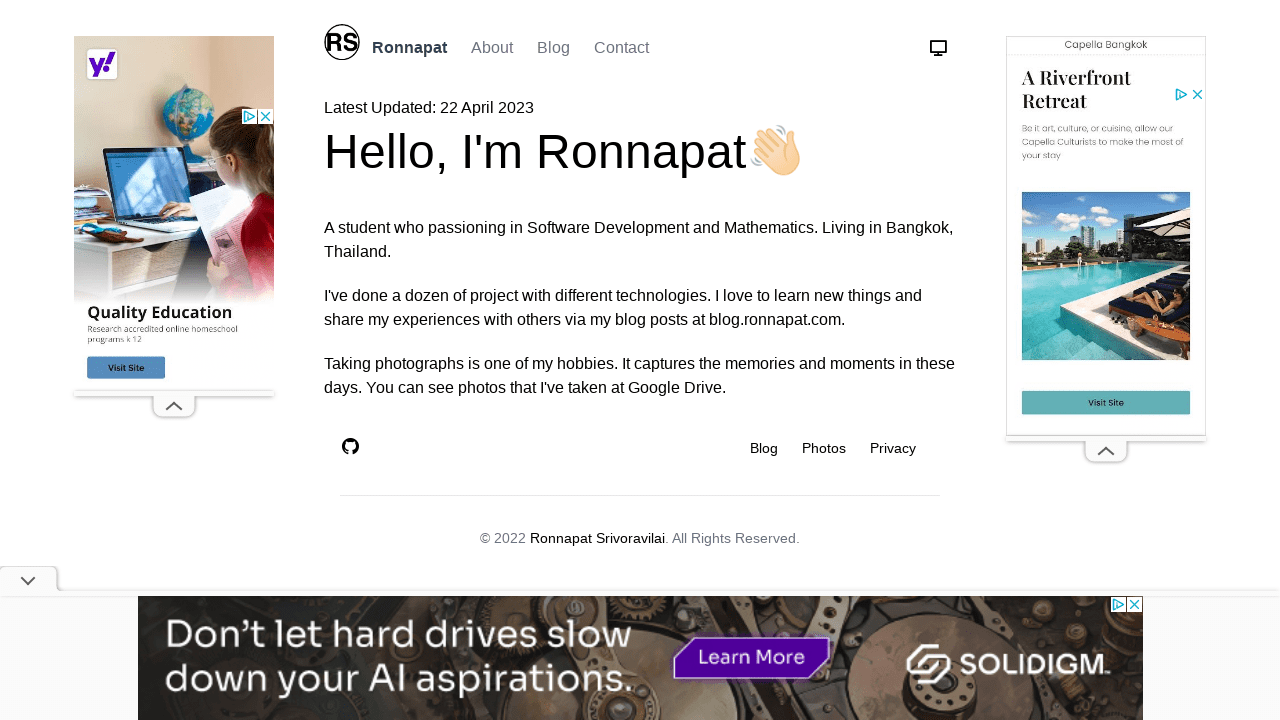 RS
Ronnapat About Blog Contact
Latest Updated: 22 April 2023
Hello, I'm Ronnapat👋🏻
A student who passioning in Software Development and Mathematics. Living in Bangkok,
Thailand.
I've done a dozen of project with different technologies. I love to learn new things and
share my experiences with others via my blog posts at blog.ronnapat.com.
Taking photographs is one of my hobbies. It captures the memories and moments in these
days. You can see photos that I've taken at Google Drive.
Blog Photos Privacy
© 2022 Ronnapat Srivoravilai. All Rights Reserved.
y!
Quality Education
Research accredited online homeschool
programs k 12
Visit Site
Capella Bangkok
A Riverfront
Retreat
Be it art, culture, or cuisine, allow our
Capella Culturists to make the most of
your stay
Visit Site
Don't let hard drives slow
down your AI aspirations.
Learn More
SOLIDIGM™